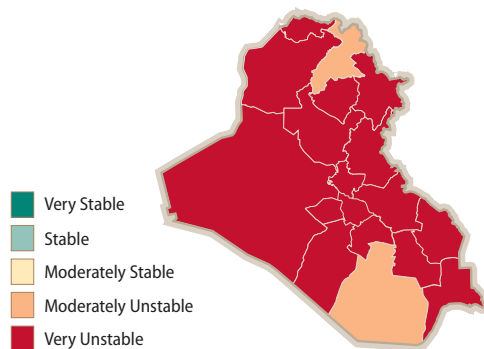 Very Stable
Stable
Moderately Stable
Moderately Unstable
Very Unstable